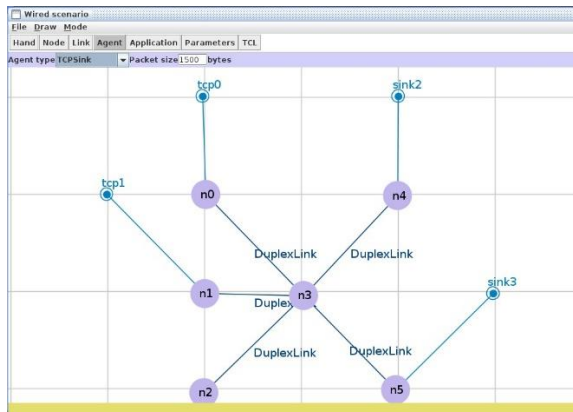 Wired scenario
File Draw Mode
Hand Node Link Agent Application Parameters TCL
Agent type TCPSink Packet size 1500 bytes
tcp0 sink2
tcp1 n0 n4
DuplexLink DuplexLink
sink3
n1 Duplex n3
DuplexLink DuplexLink
n2 n5